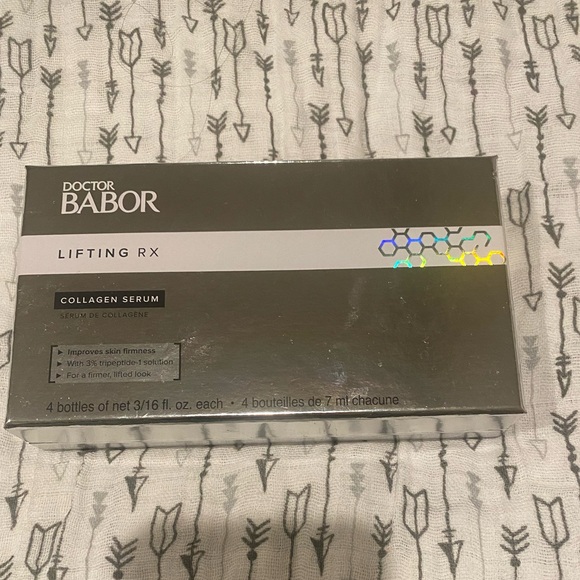 DOCTOR
BABOR
LIFTING RX
COLLAGEN SERUM
SÉRUM DE COLLAGÈNE
► Improves skin firmness
► With 3% tripeptide-1 solution
► For a firmer, lifted look
4 bottles of net 3/16 fl. oz. each • 4 bouteilles de 7 ml chacune